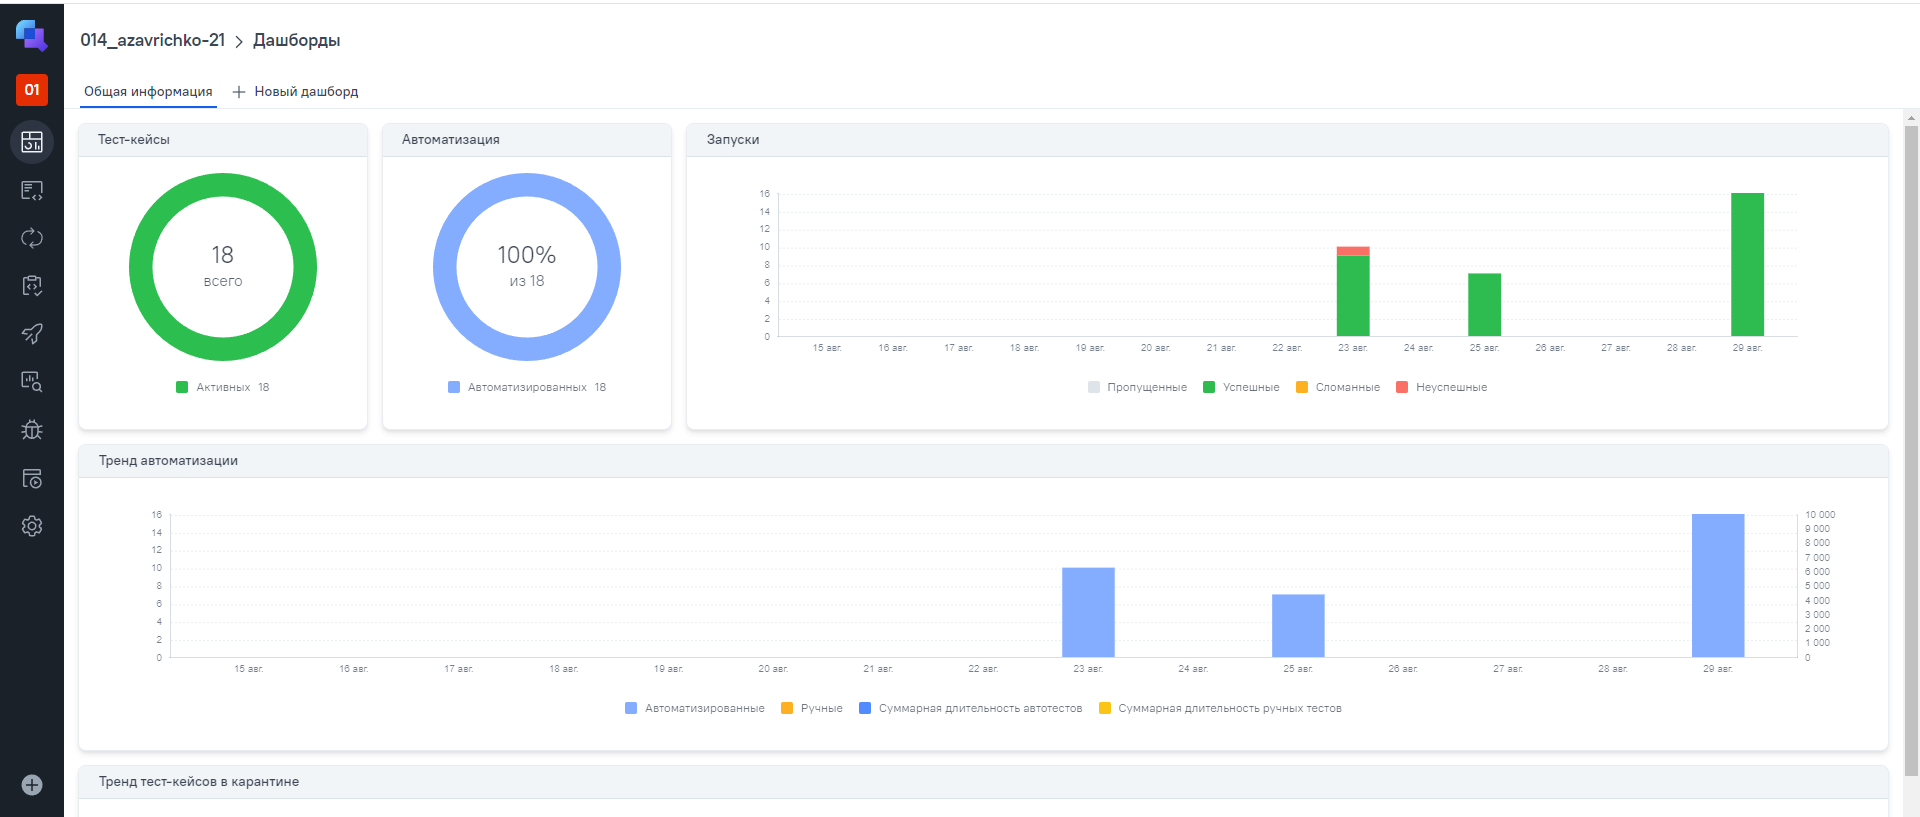 014_azavrichko-21 > Дашборды
01
Общая информация + Новый дашборд
Тест-кейсы
18
всего
Активных 18
Автоматизация
100%
из 18
Автоматизированных 18
Запуски
16
14
12
10
8
6
4
2
0
15 авг. 16 авг. 17 авг. 18 авг. 19 авг. 20 авг. 21 авг. 22 авг. 23 авг. 24 авг. 25 авг. 26 авг. 27 авг. 28 авг. 29 авг.
Пропущенные Успешные Сломанные Неуспешные
Тренд автоматизации
16
14
12
10
8
6
4
2
0
10 000
9 000
8 000
7 000
6 000
5 000
4 000
3 000
2 000
1 000
0
15 авг. 16 авг. 17 авг. 18 авг. 19 авг. 20 авг. 21 авг. 22 авг. 23 авг. 24 авг. 25 авг. 26 авг. 27 авг. 28 авг. 29 авг.
Автоматизированные Ручные Суммарная длительность автотестов Суммарная длительность ручных тестов
Тренд тест-кейсов в карантине